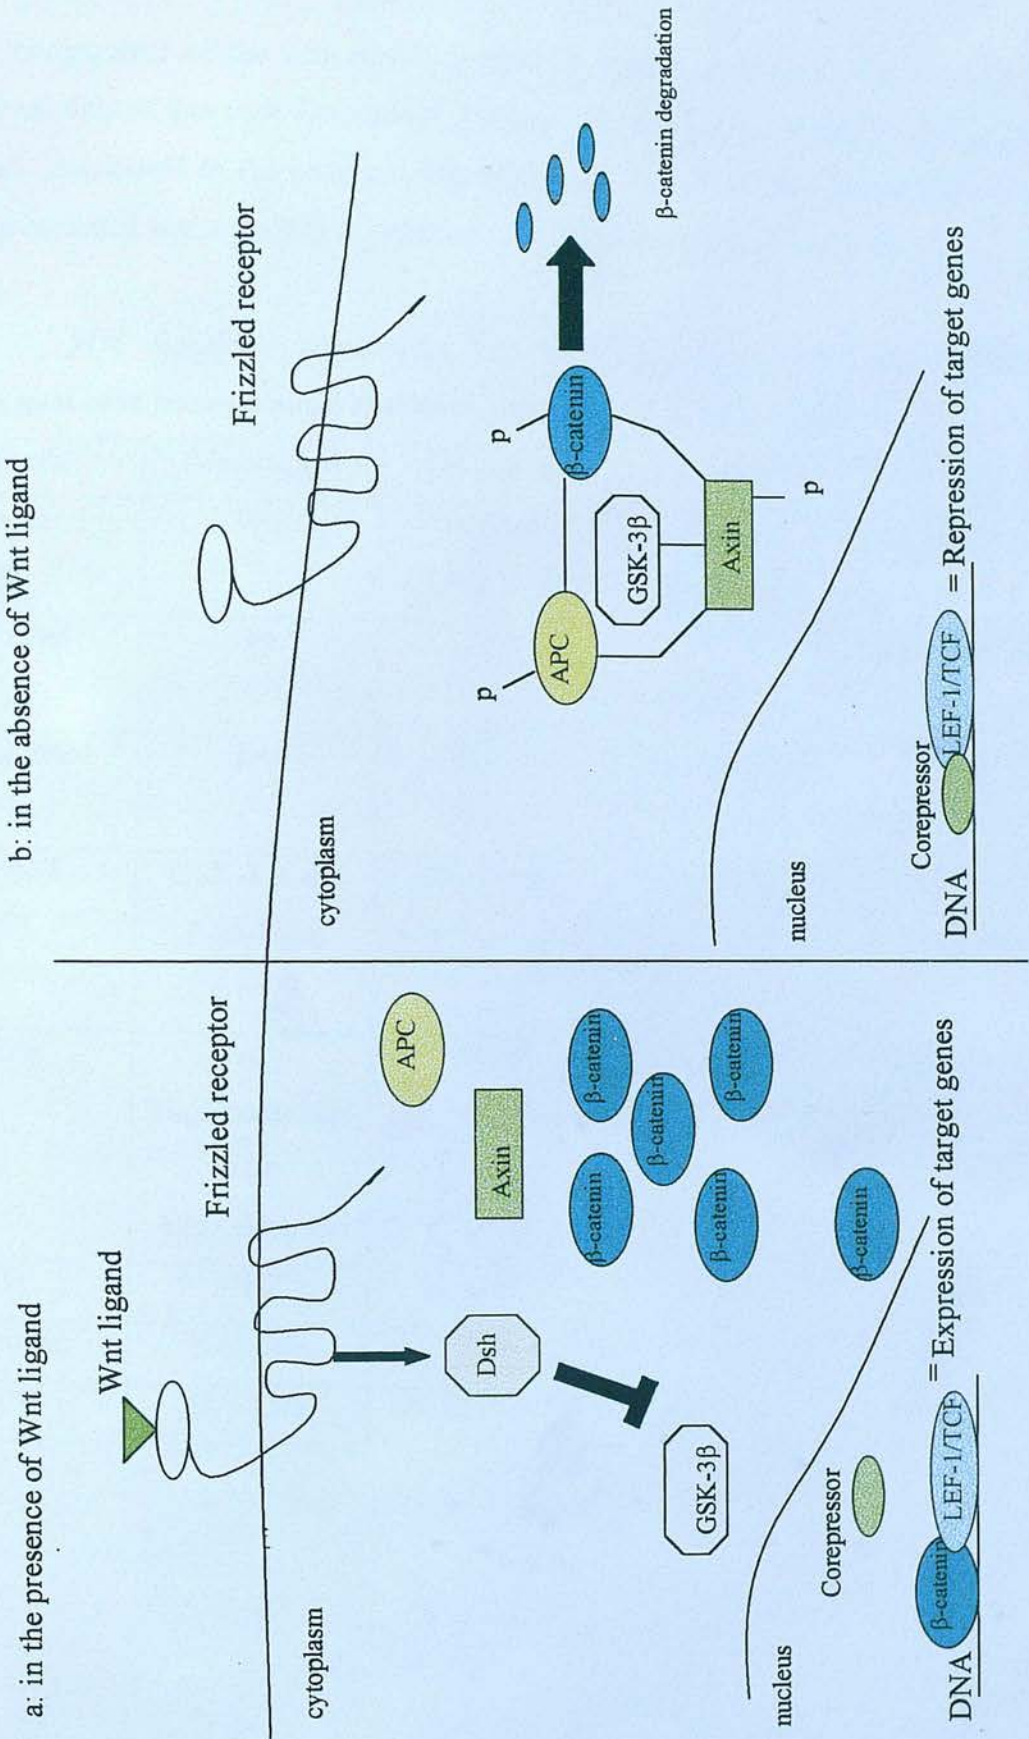 a: in the presence of Wnt ligand
Wnt ligand
Frizzled receptor
cytoplasm
Dsh
Axin
APC
GSK-3β
β-catenin
β-catenin
β-catenin
β-catenin
β-catenin
β-catenin
nucleus
Corepressor
DNA
β-catenin
LEF-1/TCF
= Expression of target genes
b: in the absence of Wnt ligand
Frizzled receptor
cytoplasm
p
APC
GSK-3β
p
β-catenin
Axin
p
β-catenin degradation
nucleus
Corepressor
DNA
LEF-1/TCF
= Repression of target genes